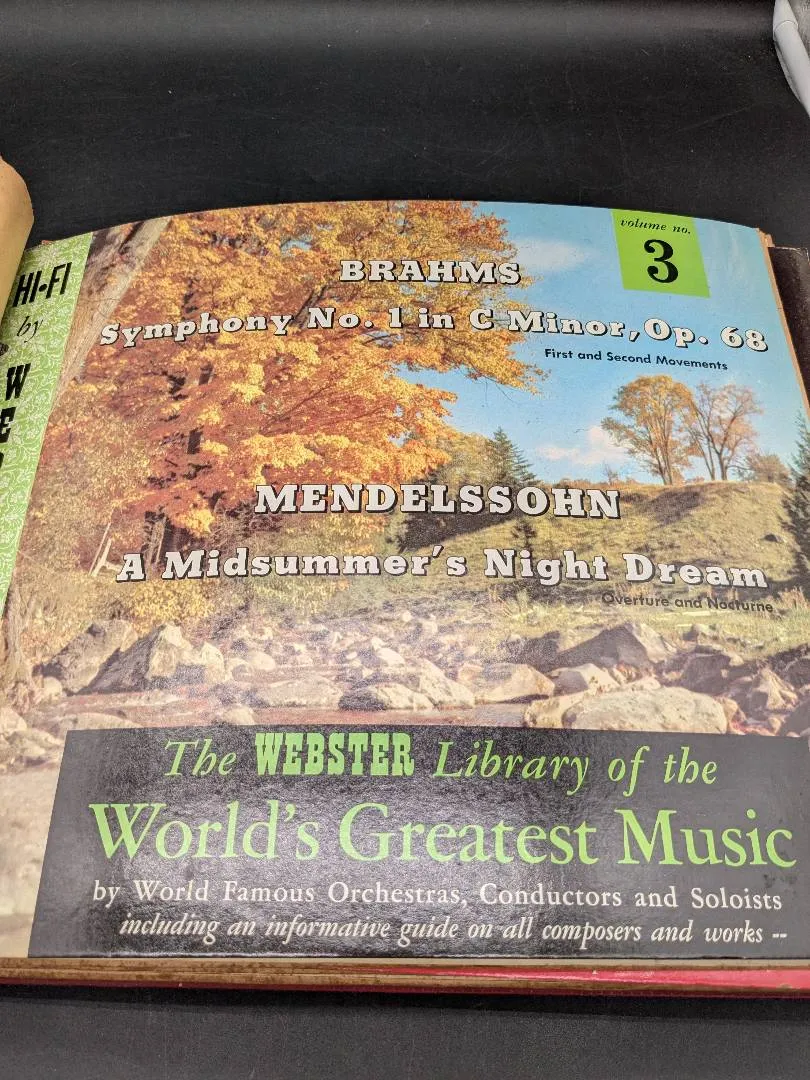 HI-FI
by
W
E
volume no.
3
BRAHMS
Symphony No. 1 in C Minor, Op. 68
First and Second Movements
MENDELSSOHN
A Midsummer's Night Dream
Overture and Nocturne
The WEBSTER Library of the
World's Greatest Music
by World Famous Orchestras, Conductors and Soloists
including an informative guide on all composers and works --